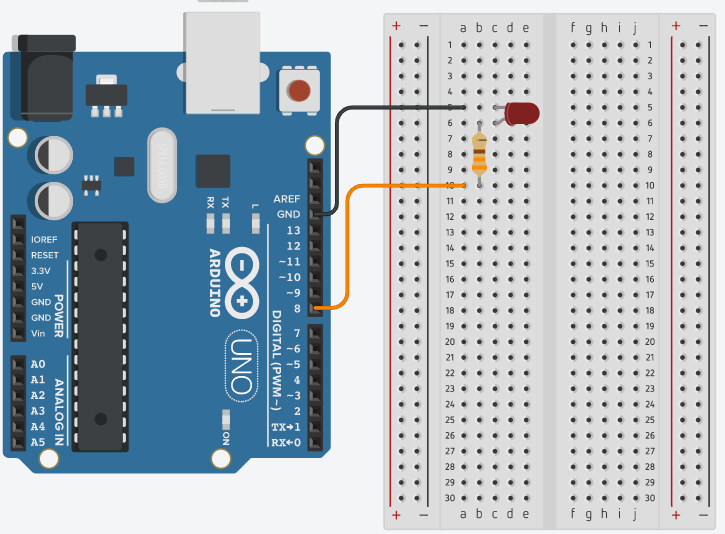 AREF
GND
13
12
~11
~10
~9
8
7
~6
~5
4
~3
2
TX→1
RX←0
DIGITAL (PWM~)
RX
TX
L
ARDUINO
UNO
ON
IOREF
RESET
3.3V
5V
GND
GND
Vin
POWER
A0
A1
A2
A3
A4
A5
ANALOG IN
+ − a b c d e f g h i j + −
1 1
2 2
3 3
4 4
5 5
6 6
7 7
8 8
9 9
10 10
11 11
12 12
13 13
14 14
15 15
16 16
17 17
18 18
19 19
20 20
21 21
22 22
23 23
24 24
25 25
26 26
27 27
28 28
29 29
30 30
+ − a b c d e f g h i j + −